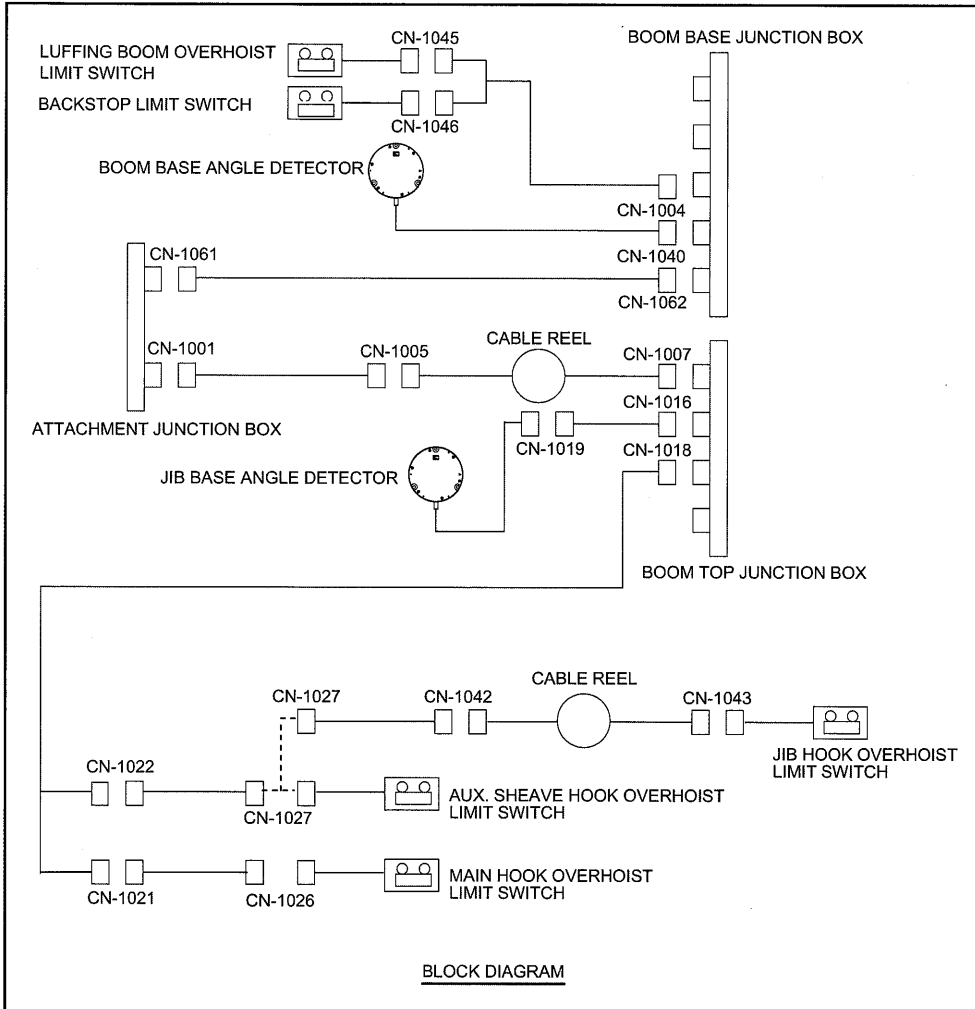 LUFFING BOOM OVERHOIST
LIMIT SWITCH
CN-1045
BOOM BASE JUNCTION BOX
BACKSTOP LIMIT SWITCH
CN-1046
BOOM BASE ANGLE DETECTOR
CN-1004
CN-1040
CN-1061
CN-1062
CN-1001
CN-1005
CABLE REEL
CN-1007
CN-1016
ATTACHMENT JUNCTION BOX
CN-1019
CN-1018
JIB BASE ANGLE DETECTOR
BOOM TOP JUNCTION BOX
CN-1027
CN-1042
CABLE REEL
CN-1043
JIB HOOK OVERHOIST
LIMIT SWITCH
CN-1022
CN-1027
AUX. SHEAVE HOOK OVERHOIST
LIMIT SWITCH
CN-1021
CN-1026
MAIN HOOK OVERHOIST
LIMIT SWITCH
BLOCK DIAGRAM